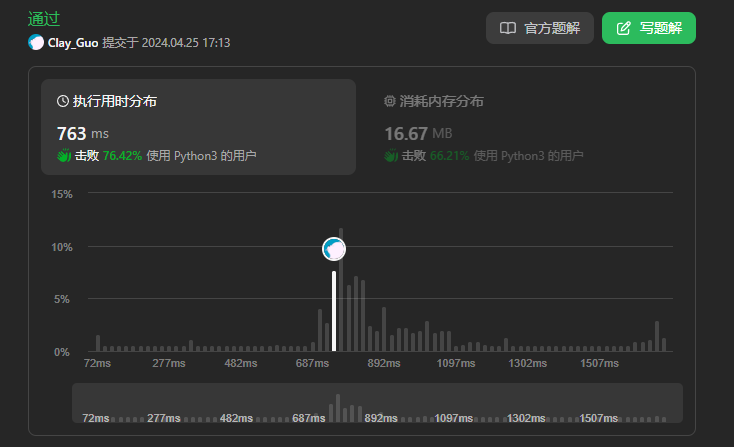 通过
Clay_Guo 提交于 2024.04.25 17:13
官方题解
写题解
执行用时分布
763 ms
击败 76.42% 使用 Python3 的用户
消耗内存分布
16.67 MB
击败 66.21% 使用 Python3 的用户
15%
10%
5%
0%
72ms 277ms 482ms 687ms 892ms 1097ms 1302ms 1507ms
72ms 277ms 482ms 687ms 892ms 1097ms 1302ms 1507ms